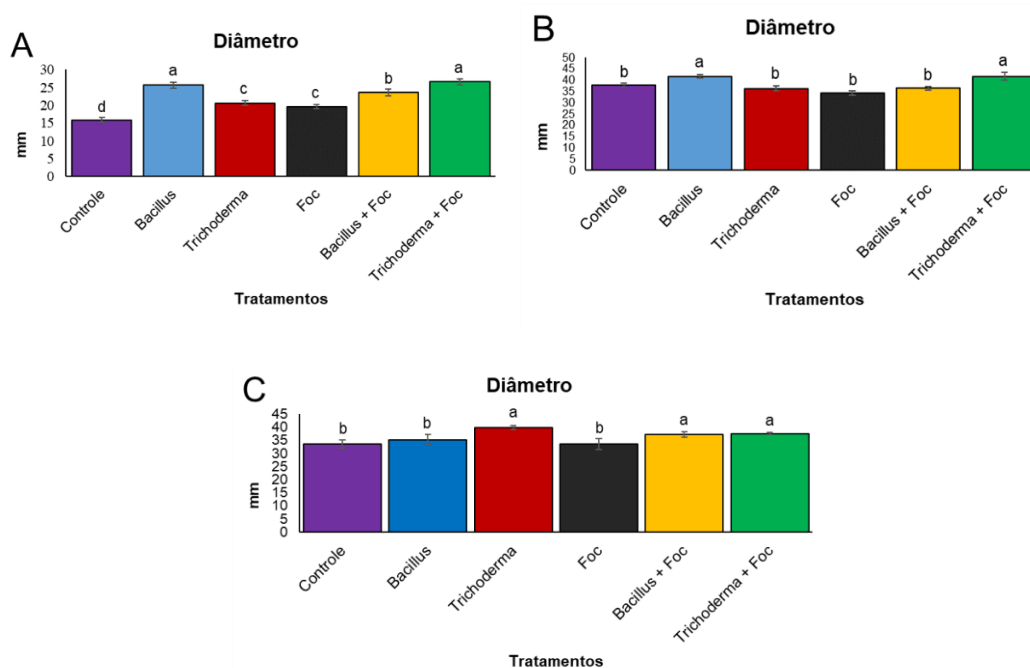 A
Diâmetro
30
25
20
15
10
5
0
mm
d
a
c
c
b
a
Controle
Bacillus
Trichoderma
Foc
Bacillus + Foc
Trichoderma + Foc
Tratamentos
B
Diâmetro
50
45
40
35
30
25
20
15
10
5
0
mm
b
a
b
b
b
a
Controle
Bacillus
Trichoderma
Foc
Bacillus + Foc
Trichoderma + Foc
Tratamentos
C
Diâmetro
45
40
35
30
25
20
15
10
5
0
mm
b
b
a
b
a
a
Controle
Bacillus
Trichoderma
Foc
Bacillus + Foc
Trichoderma + Foc
Tratamentos